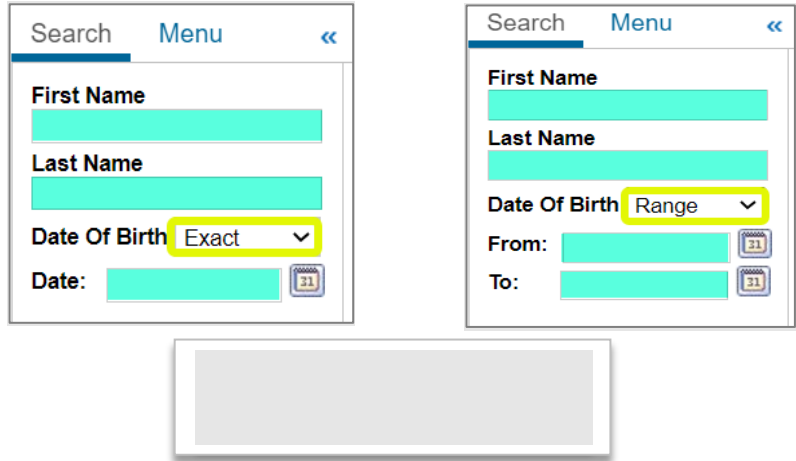 Search Menu «
First Name
Last Name
Date Of Birth Exact
Date: 31
Search Menu «
First Name
Last Name
Date Of Birth Range
From: 31
To: 31